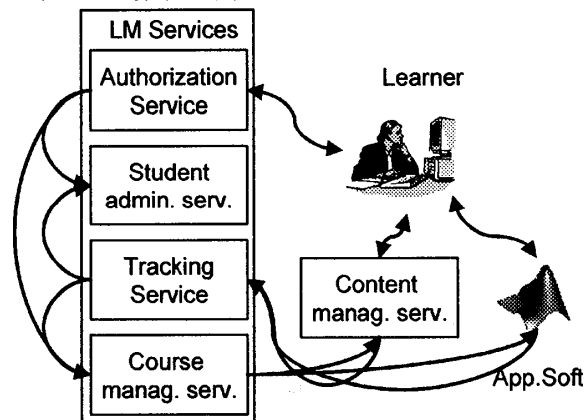 LM Services
Authorization
Service
Learner
Student
admin. serv.
Tracking
Service
Content
manag. serv.
Course
manag. serv.
App.Soft